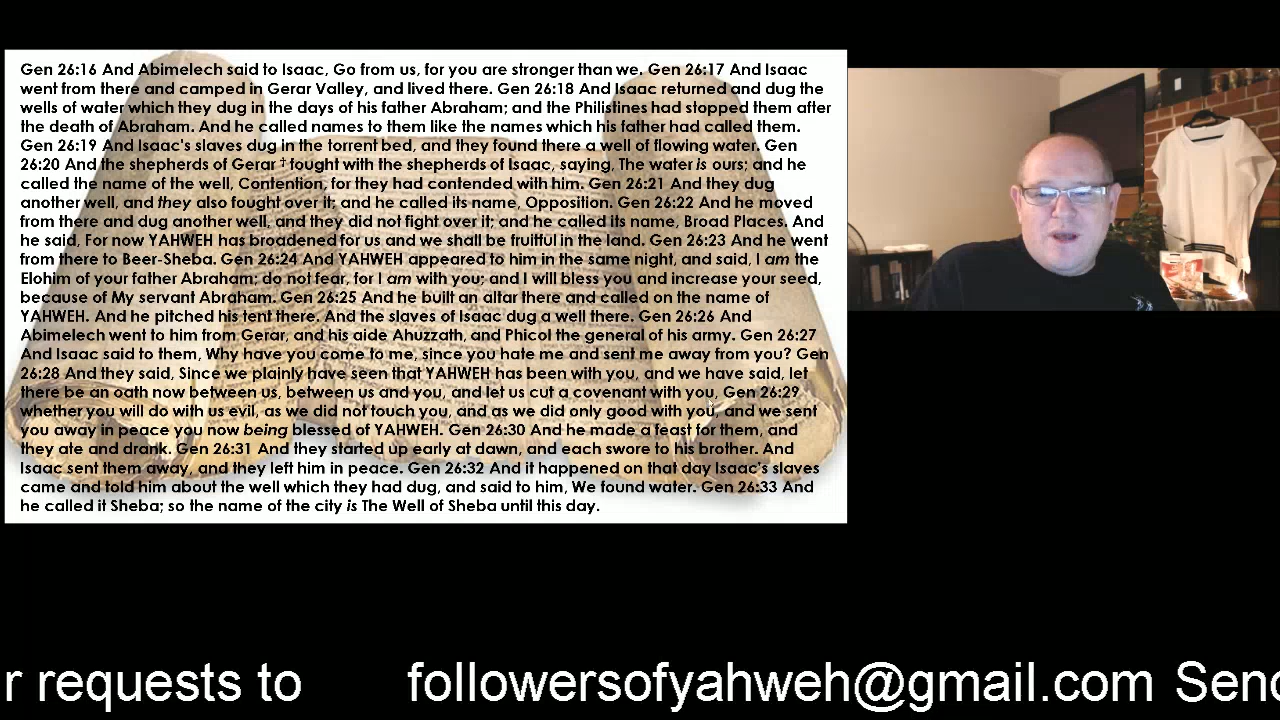 Gen 26:16 And Abimelech said to Isaac, Go from us, for you are stronger than we. Gen 26:17 And Isaac
went from there and camped in Gerar Valley, and lived there. Gen 26:18 And Isaac returned and dug the
wells of water which they dug in the days of his father Abraham; and the Philistines had stopped them after
the death of Abraham. And he called names to them like the names which his father had called them.
Gen 26:19 And Isaac's slaves dug in the torrent bed, and they found there a well of flowing water. Gen
26:20 And the shepherds of Gerar † fought with the shepherds of Isaac, saying, The water is ours; and he
called the name of the well, Contention, for they had contended with him. Gen 26:21 And they dug
another well, and they also fought over it; and he called its name, Opposition. Gen 26:22 And he moved
from there and dug another well, and they did not fight over it; and he called its name, Broad Places. And
he said, For now YAHWEH has broadened for us and we shall be fruitful in the land. Gen 26:23 And he went
from there to Beer-Sheba. Gen 26:24 And YAHWEH appeared to him in the same night, and said, I am the
Elohim of your father Abraham; do not fear, for I am with you; and I will bless you and increase your seed,
because of My servant Abraham. Gen 26:25 And he built an altar there and called on the name of
YAHWEH. And he pitched his tent there. And the slaves of Isaac dug a well there. Gen 26:26 And
Abimelech went to him from Gerar, and his aide Ahuzzath, and Phicol the general of his army. Gen 26:27
And Isaac said to them, Why have you come to me, since you hate me and sent me away from you? Gen
26:28 And they said, Since we plainly have seen that YAHWEH has been with you, and we have said, let
there be an oath now between us, between us and you, and let us cut a covenant with you, Gen 26:29
whether you will do with us evil, as we did not touch you, and as we did only good with you, and we sent
you away in peace you now being blessed of YAHWEH. Gen 26:30 And he made a feast for them, and
they ate and drank. Gen 26:31 And they started up early at dawn, and each swore to his brother. And
Isaac sent them away, and they left him in peace. Gen 26:32 And it happened on that day Isaac's slaves
came and told him about the well which they had dug, and said to him, We found water. Gen 26:33 And
he called it Sheba; so the name of the city is The Well of Sheba until this day.
r requests to followersofyahweh@gmail.com Send